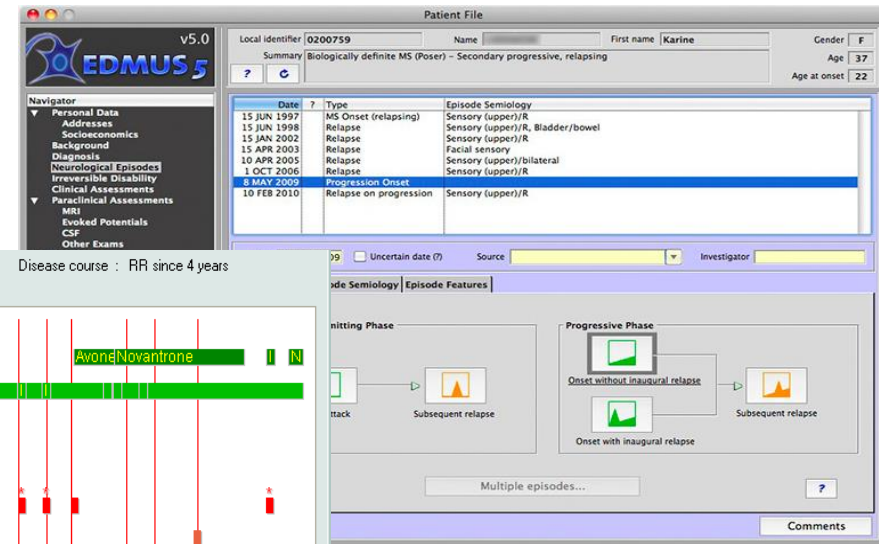 Patient File
v5.0
EDMUS 5
Local identifier 0200759 Name First name Karine Gender F
Summary Biologically definite MS (Poser) – Secondary progressive, relapsing Age 37
? Age at onset 22
Navigator
Personal Data
Addresses
Socioeconomics
Background
Diagnosis
Neurological Episodes
Irreversible Disability
Clinical Assessments
Paraclinical Assessments
MRI
Evoked Potentials
CSF
Other Exams
Date ? Type Episode Semiology
15 JUN 1997 MS Onset (relapsing) Sensory (upper)/R
15 JUN 1998 Relapse Sensory (upper)/R, Bladder/bowel
15 JAN 2002 Relapse Sensory (upper)/R
15 APR 2003 Relapse Facial sensory
10 APR 2005 Relapse Sensory (upper)/bilateral
1 OCT 2006 Relapse Sensory (upper)/R
8 MAY 2009 Progression Onset
10 FEB 2010 Relapse on progression Sensory (upper)/R
09 Uncertain date (?) Source Investigator
ode Semiology Episode Features
mitting Phase Progressive Phase
Onset without inaugural relapse
ttack Subsequent relapse Subsequent relapse
Onset with inaugural relapse
Multiple episodes... ?
Comments
Disease course : RR since 4 years
Avone Novantrone I N
* * *